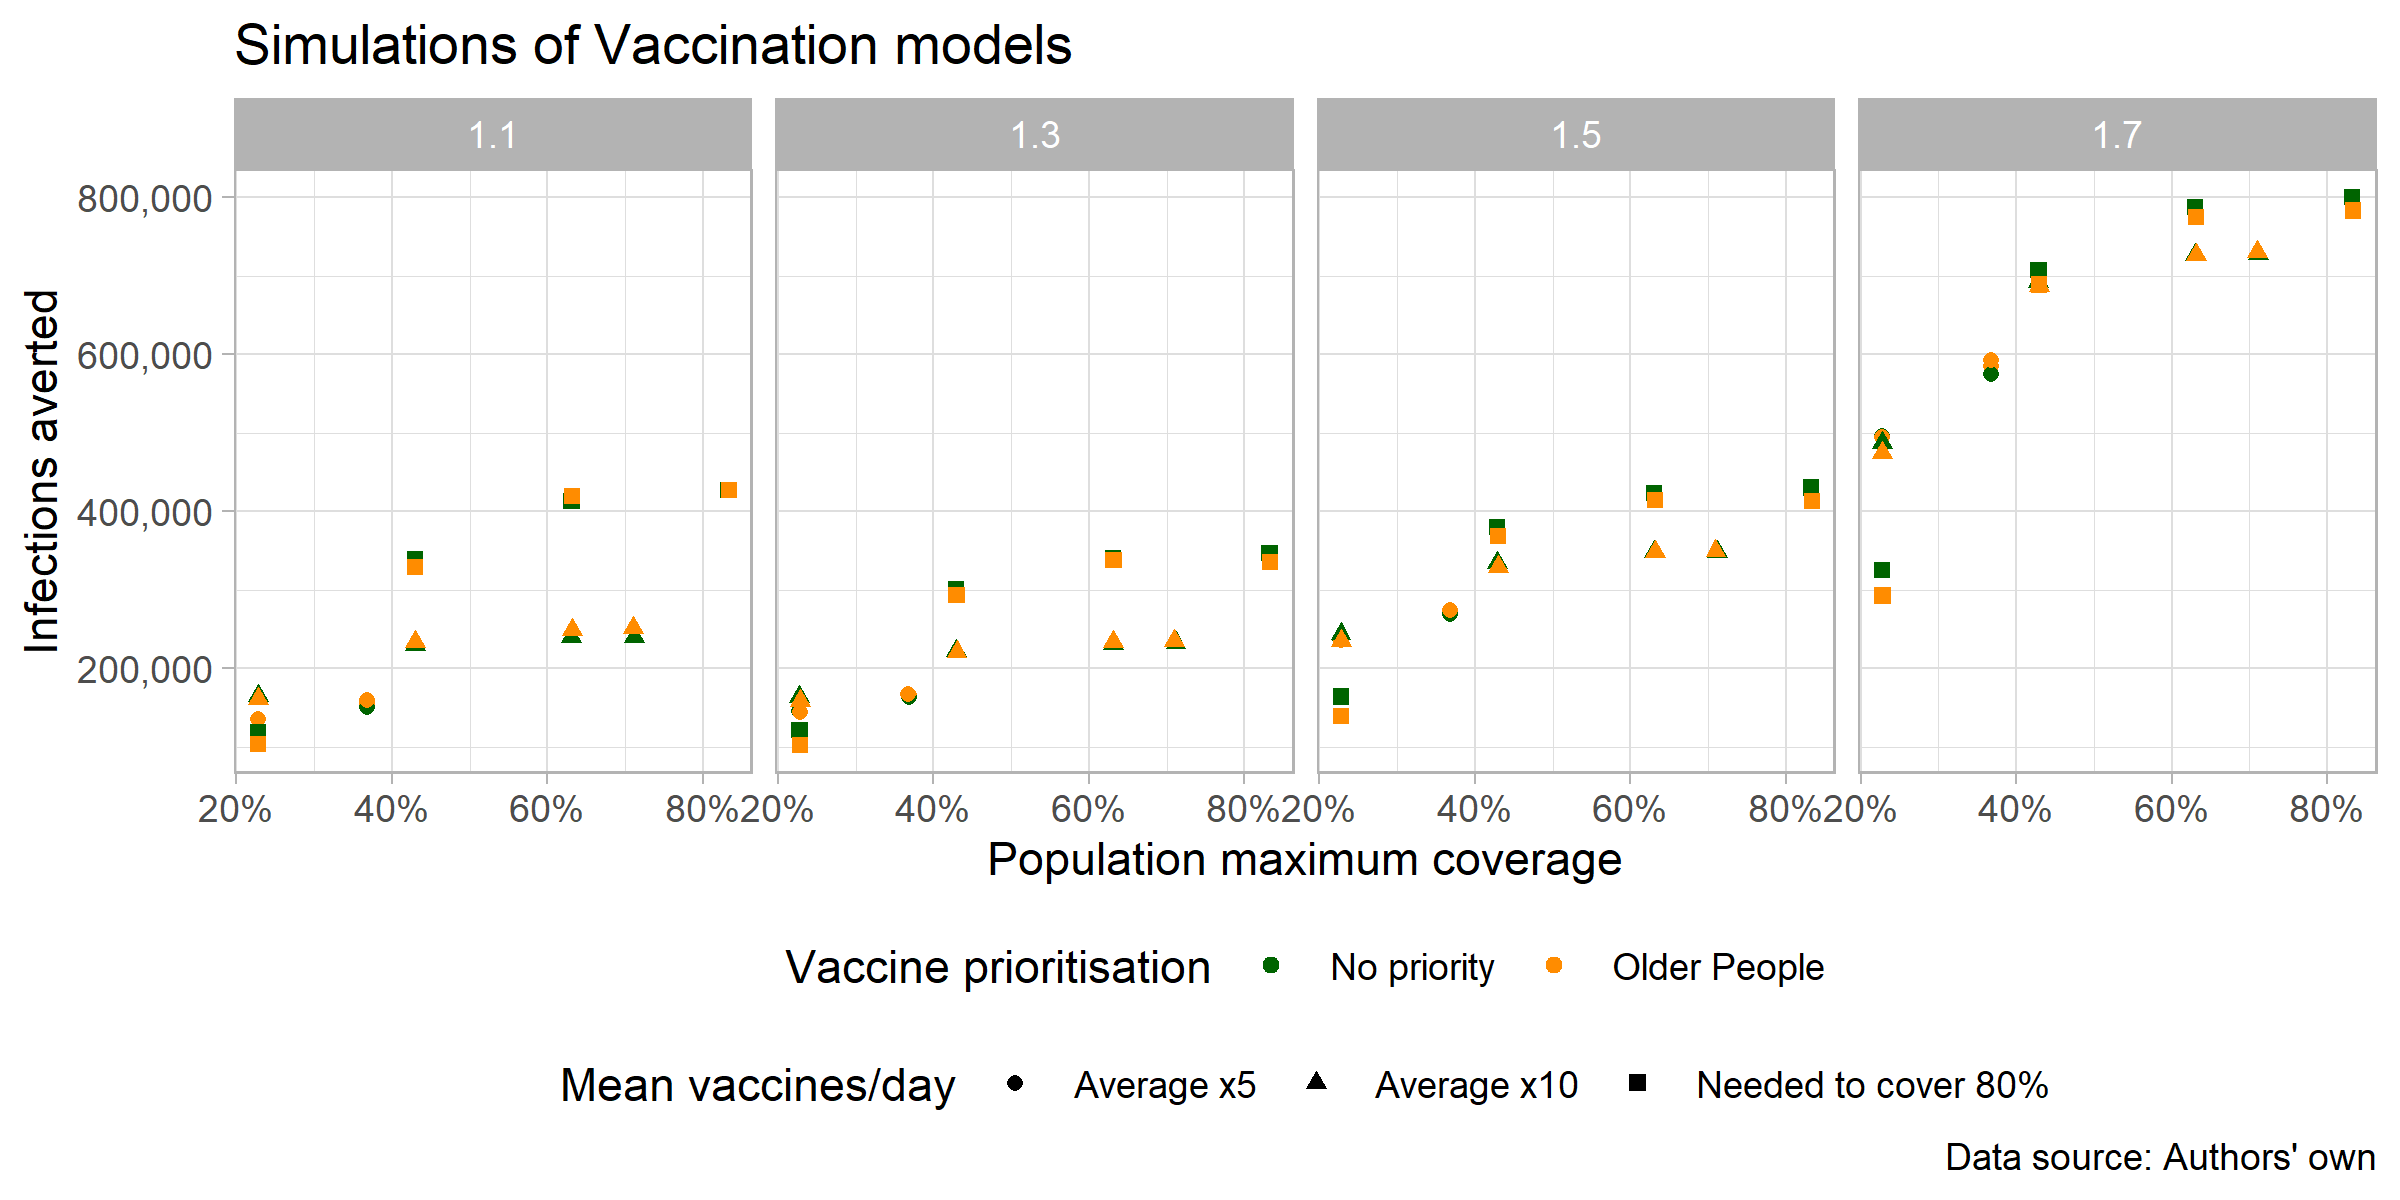 Simulations of Vaccination models
1.1 1.3 1.5 1.7
Infections averted
800,000
600,000
400,000
200,000
20% 40% 60% 80% 20% 40% 60% 80% 20% 40% 60% 80% 20% 40% 60% 80%
Population maximum coverage
Vaccine prioritisation No priority Older People
Mean vaccines/day Average x5 Average x10 Needed to cover 80%
Data source: Authors' own